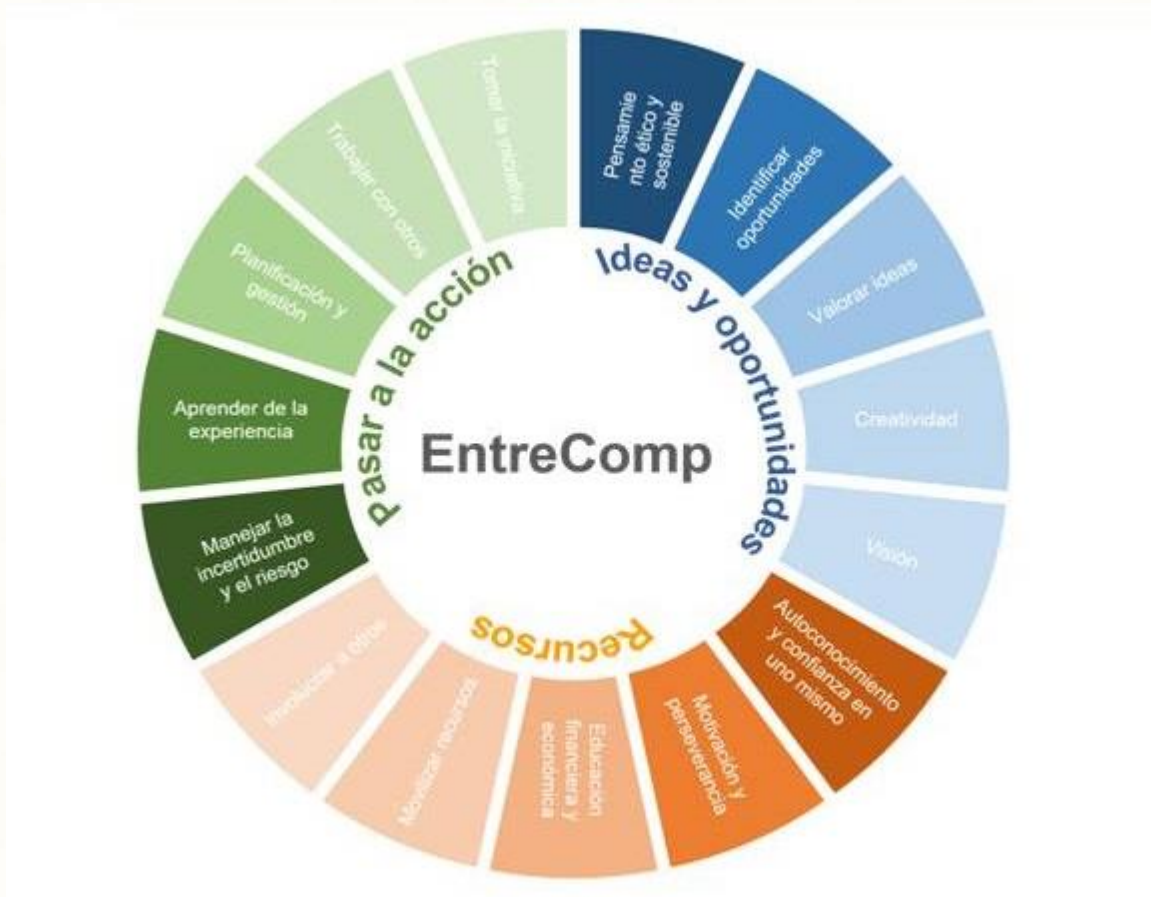 EntreComp
Ideas y oportunidades
Pensamie
nto ético y
sostenible
Identificar
oportunidades
Valorar ideas
Creatividad
Visión
Recursos
Autoconocimiento
y confianza en
uno mismo
Motivación y
perseverancia
Educación
financiera y
económica
Movilizar recursos
Involucrar a otros
Pasar a la acción
Manejar la
incertidumbre
y el riesgo
Aprender de la
experiencia
Planificación y
gestión
Trabajar con otros
Tomar la iniciativa